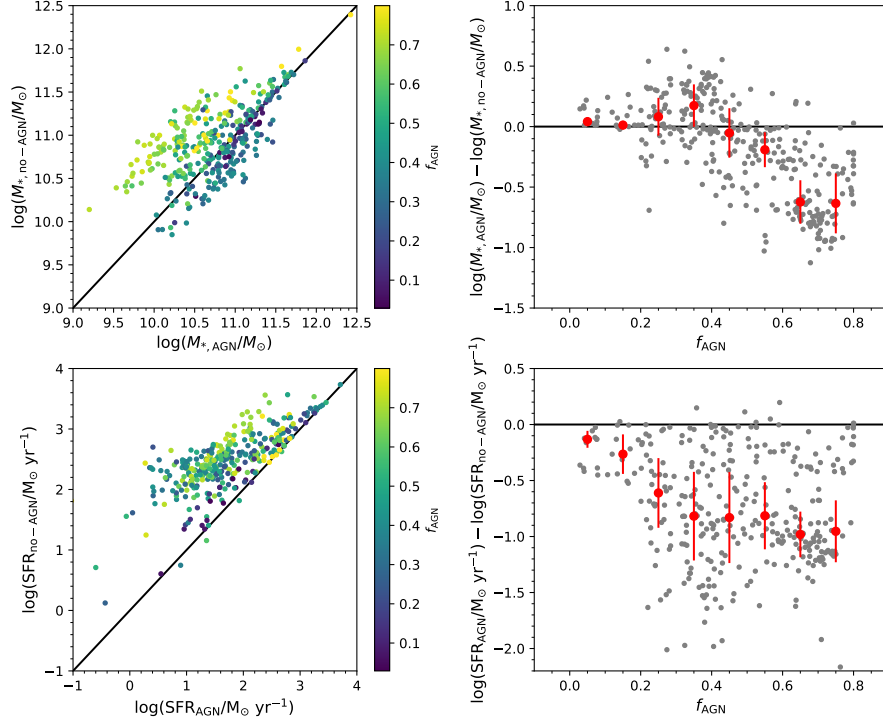 12.5
12.0
11.5
11.0
10.5
10.0
9.5
9.0
log(M*, no−AGN/M⊙)
9.0 9.5 10.0 10.5 11.0 11.5 12.0 12.5
log(M*, AGN/M⊙)
0.7
0.6
0.5
0.4
0.3
0.2
0.1
fAGN
1.0
0.5
0.0
−0.5
−1.0
−1.5
log(M*, AGN/M⊙) − log(M*, no−AGN/M⊙)
0.0 0.2 0.4 0.6 0.8
fAGN
4
3
2
1
0
−1
log(SFRno−AGN/M⊙ yr−1)
−1 0 1 2 3 4
log(SFRAGN/M⊙ yr−1)
0.7
0.6
0.5
0.4
0.3
0.2
0.1
fAGN
0.5
0.0
−0.5
−1.0
−1.5
−2.0
log(SFRAGN/M⊙ yr−1) − log(SFRno−AGN/M⊙ yr−1)
0.0 0.2 0.4 0.6 0.8
fAGN